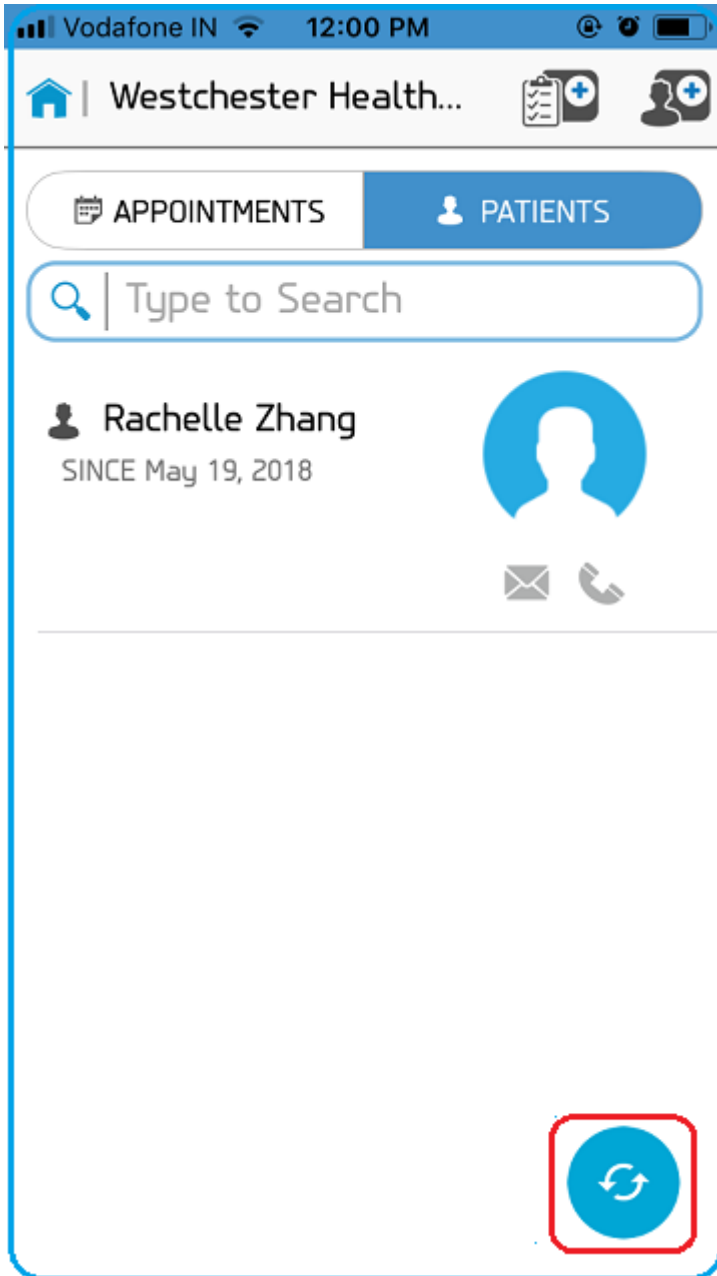 Vodafone IN 12:00 PM
Westchester Health...
APPOINTMENTS PATIENTS
Type to Search
Rachelle Zhang
SINCE May 19, 2018